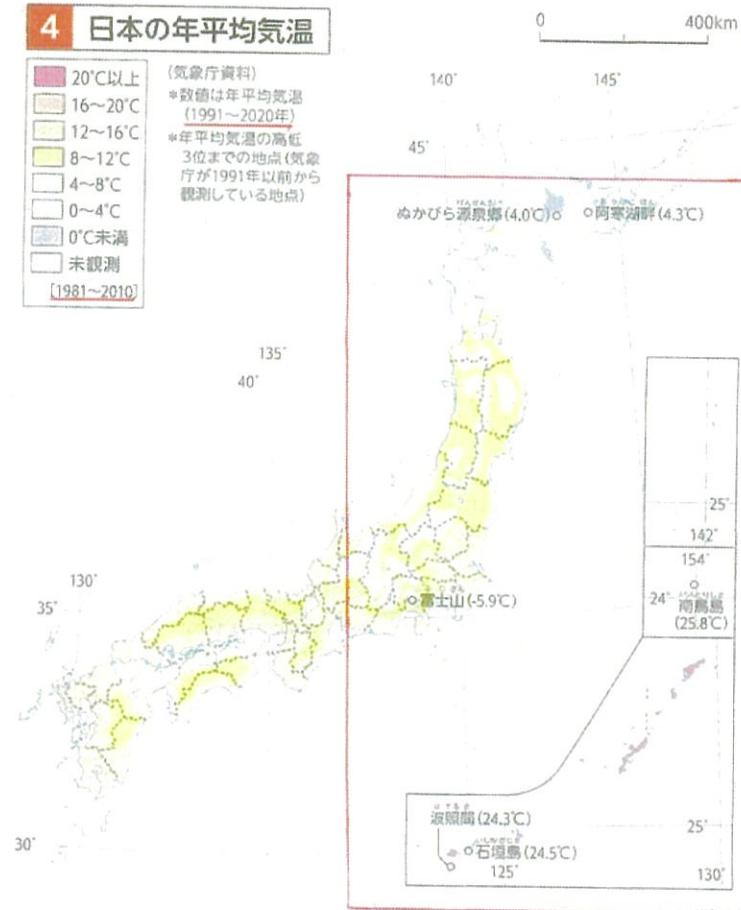 4 日本の年平均気温
0 400km
20℃以上
16〜20℃
12〜16℃
8〜12℃
4〜8℃
0〜4℃
0℃未満
未観測
[1981〜2010]
(気象庁資料)
*数値は年平均気温
(1991〜2020年)
*年平均気温の高低
3位までの地点(気象
庁が1991年以前から
観測している地点)
140°
145°
45°
ぬかびら源泉郷(4.0℃)
阿寒湖畔(4.3℃)
135°
40°
25°
142°
154°
24°
南鳥島
(25.8℃)
130°
35°
富士山(-5.9℃)
30°
波照間(24.3℃)
石垣島(24.5℃)
25°
125°
130°